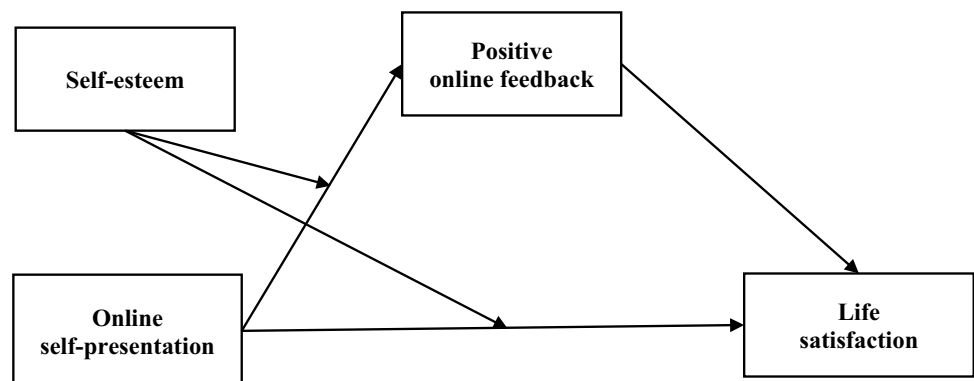 Positive
online feedback
Self-esteem
Online
self-presentation
Life
satisfaction